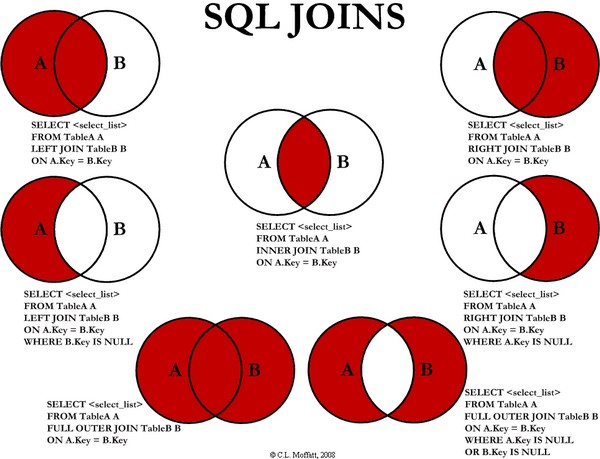 SQL JOINS
A B
SELECT <select_list>
FROM TableA A
LEFT JOIN TableB B
ON A.Key = B.Key
A B
SELECT <select_list>
FROM TableA A
RIGHT JOIN TableB B
ON A.Key = B.Key
A B
SELECT <select_list>
FROM TableA A
INNER JOIN TableB B
ON A.Key = B.Key
A B
SELECT <select_list>
FROM TableA A
LEFT JOIN TableB B
ON A.Key = B.Key
WHERE B.Key IS NULL
A B
SELECT <select_list>
FROM TableA A
RIGHT JOIN TableB B
ON A.Key = B.Key
WHERE A.Key IS NULL
A B
SELECT <select_list>
FROM TableA A
FULL OUTER JOIN TableB B
ON A.Key = B.Key
A B
SELECT <select_list>
FROM TableA A
FULL OUTER JOIN TableB B
ON A.Key = B.Key
WHERE A.Key IS NULL
OR B.Key IS NULL
© C.L. Moffatt, 2008